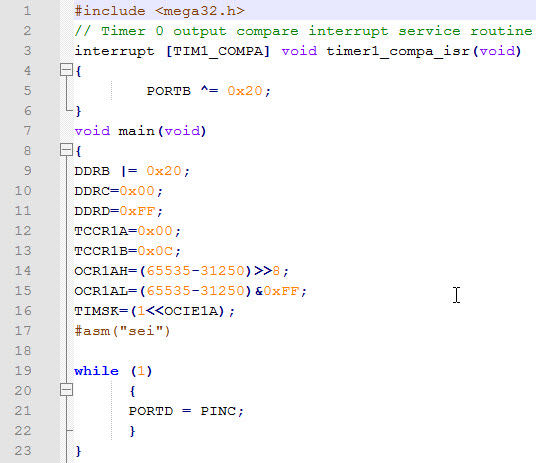 1 #include <mega32.h>
2 // Timer 0 output compare interrupt service routine
3 interrupt [TIM1_COMPA] void timer1_compa_isr(void)
4 {
5 PORTB ^= 0x20;
6 }
7 void main(void)
8 {
9 DDRB |= 0x20;
10 DDRC=0x00;
11 DDRD=0xFF;
12 TCCR1A=0x00;
13 TCCR1B=0x0C;
14 OCR1AH=(65535-31250)>>8;
15 OCR1AL=(65535-31250)&0xFF;
16 TIMSK=(1<<OCIE1A);
17 #asm("sei")
18
19 while (1)
20 {
21 PORTD = PINC;
22 }
23 }